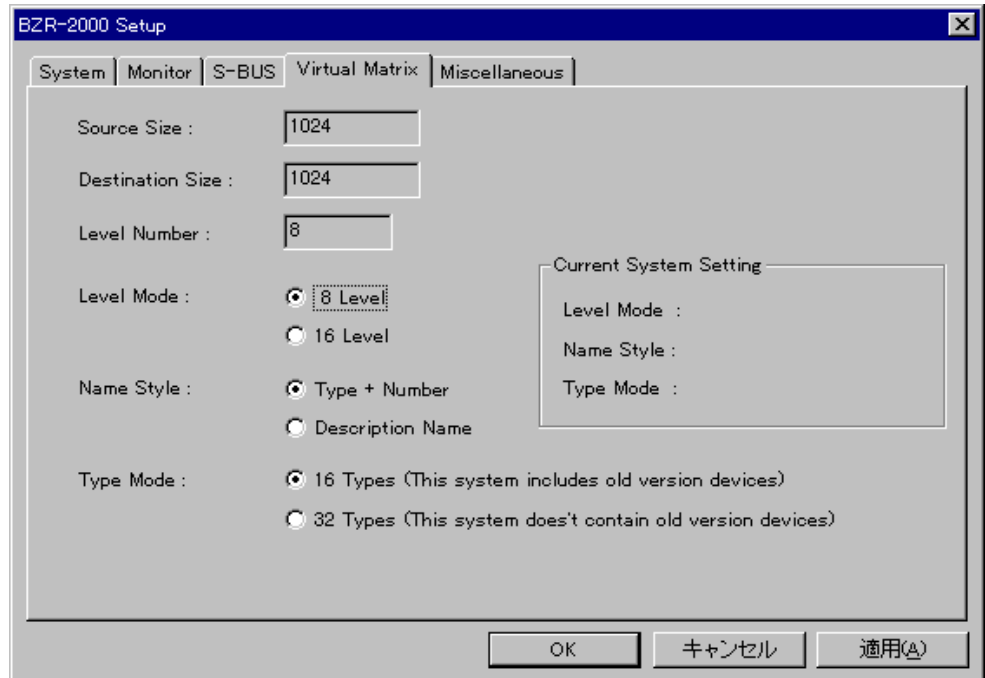 BZR-2000 Setup
System Monitor S-BUS Virtual Matrix Miscellaneous
Source Size : 1024
Destination Size : 1024
Level Number : 8
Level Mode : 8 Level
16 Level
Name Style : Type + Number
Description Name
Type Mode : 16 Types (This system includes old version devices)
32 Types (This system does't contain old version devices)
Current System Setting
Level Mode :
Name Style :
Type Mode :
OK キャンセル 適用(A)